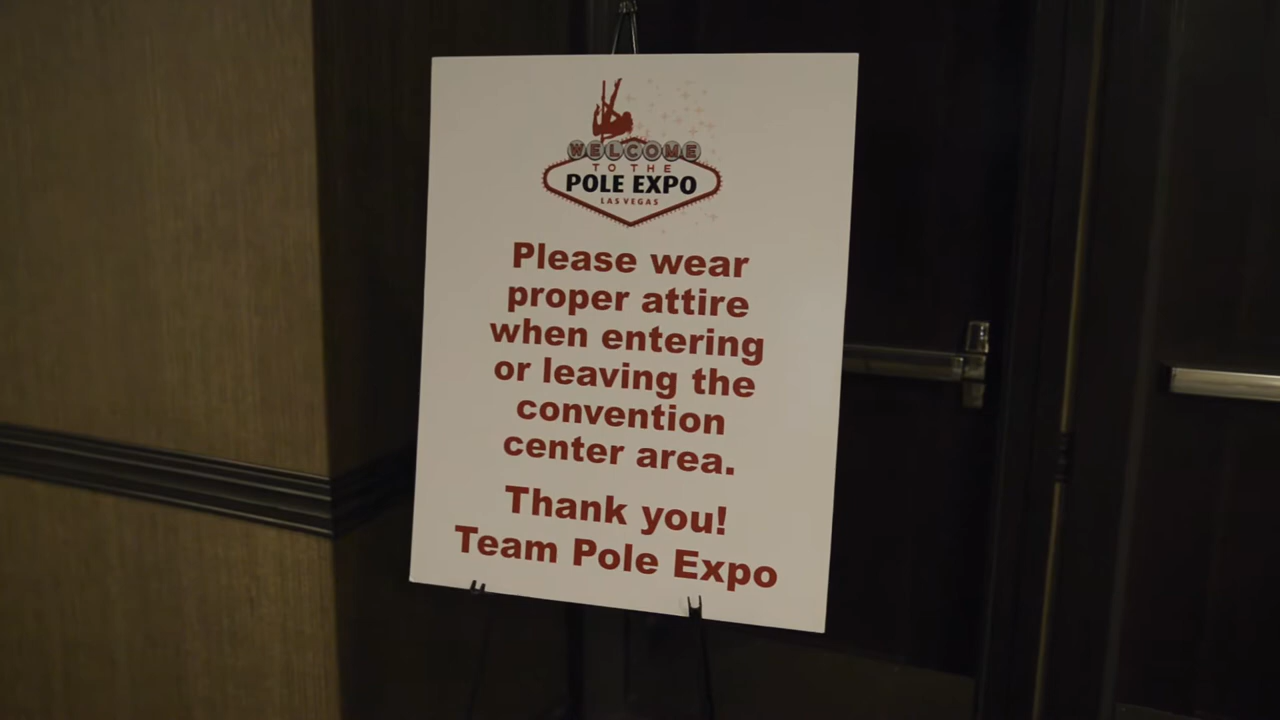 WELCOME
TO THE
POLE EXPO
LAS VEGAS
Please wear
proper attire
when entering
or leaving the
convention
center area.
Thank you!
Team Pole Expo